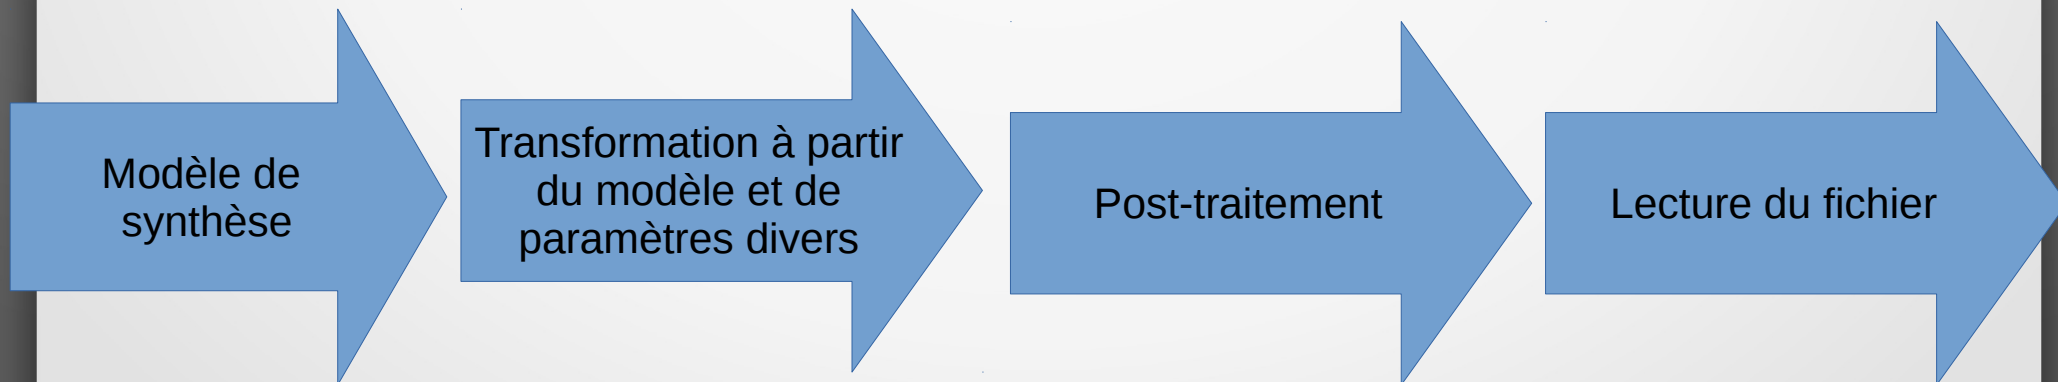 Modèle de
synthèse
Transformation à partir
du modèle et de
paramètres divers
Post-traitement
Lecture du fichier